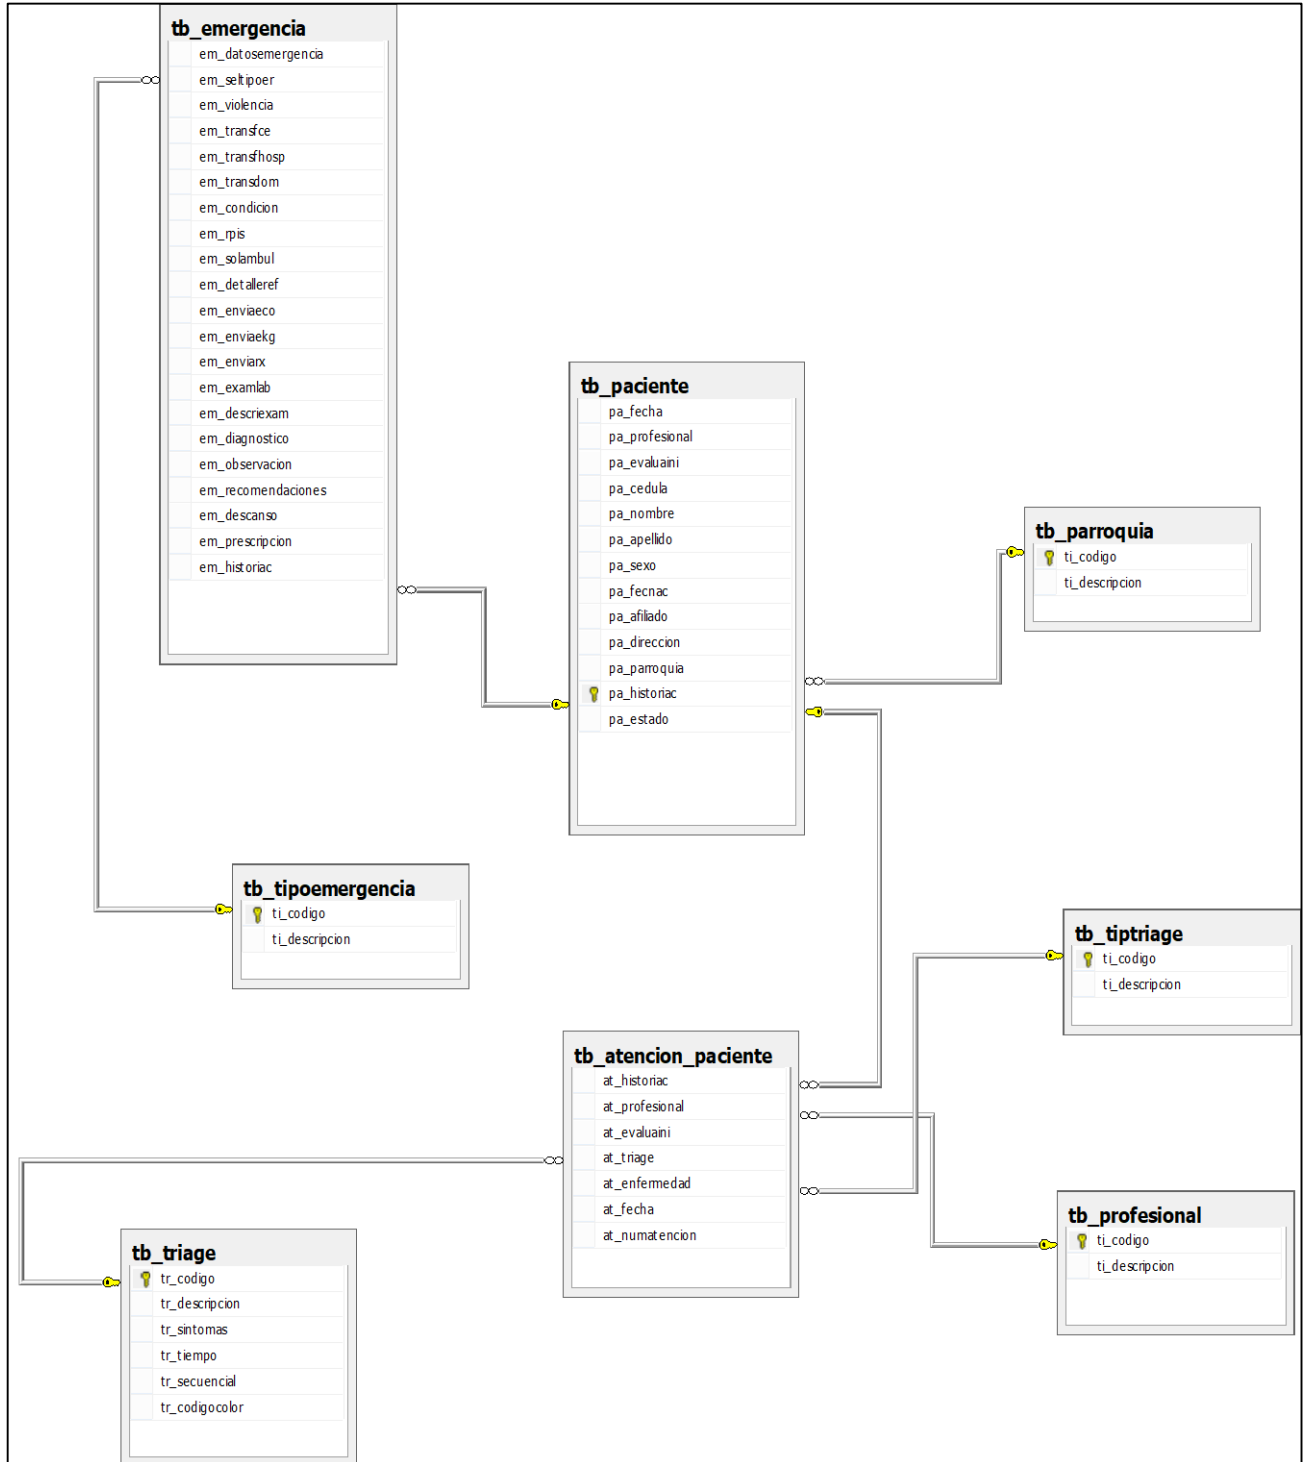 tb_emergencia
em_datosemergencia
em_seltipoer
em_violencia
em_transfce
em_transfhosp
em_transdom
em_condicion
em_rpis
em_solambul
em_detalleref
em_enviaeco
em_enviaekg
em_enviarx
em_examlab
em_descriexam
em_diagnostico
em_observacion
em_recomendaciones
em_descanso
em_prescripcion
em_historiac
tb_paciente
pa_fecha
pa_profesional
pa_evaluaini
pa_cedula
pa_nombre
pa_apellido
pa_sexo
pa_fecnac
pa_afiliado
pa_direccion
pa_parroquia
pa_historiac
pa_estado
tb_parroquia
ti_codigo
ti_descripcion
tb_tipoemergencia
ti_codigo
ti_descripcion
tb_tiptriage
ti_codigo
ti_descripcion
tb_atencion_paciente
at_historiac
at_profesional
at_evaluaini
at_triage
at_enfermedad
at_fecha
at_numatencion
tb_profesional
ti_codigo
ti_descripcion
tb_triage
tr_codigo
tr_descripcion
tr_sintomas
tr_tiempo
tr_secuencial
tr_codigocolor